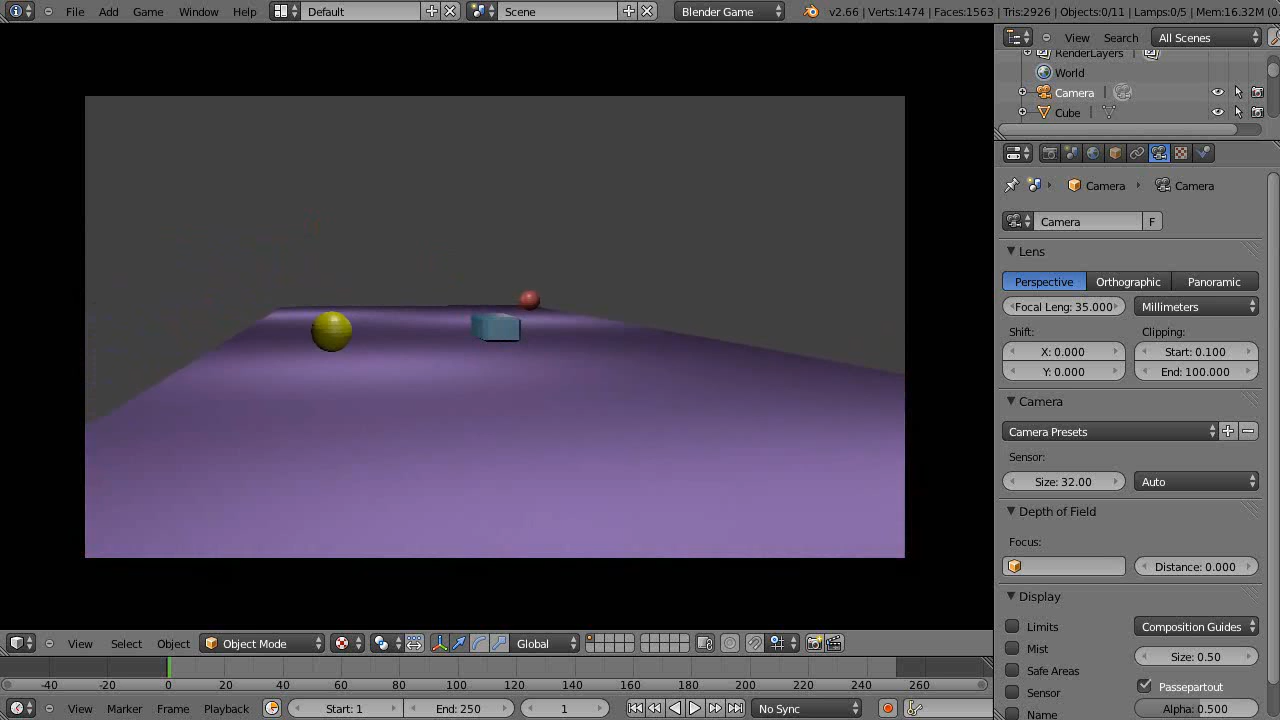 File Add Game Window Help Default Scene Blender Game v2.66 | Verts:1474 | Faces:1563 | Tris:2926 | Objects:0/11 | Lamps:0/5 | Mem:16.32M (0.
View Search All Scenes
RenderLayers |
World
Camera |
Cube |
Camera Camera
Camera F
Lens
Perspective Orthographic Panoramic
Focal Len: 35.000 Millimeters
Shift: Clipping:
X: 0.000 Start: 0.100
Y: 0.000 End: 100.000
Camera
Camera Presets
Sensor:
Size: 32.00 Auto
Depth of Field
Focus:
Distance: 0.000
Display
Limits Composition Guides
Mist Size: 0.50
Safe Areas
Sensor Passepartout
Name Alpha: 0.500
View Select Object Object Mode Global
-40 -20 0 20 40 60 80 100 120 140 160 180 200 220 240 260
View Marker Frame Playback Start: 1 End: 250 1 No Sync